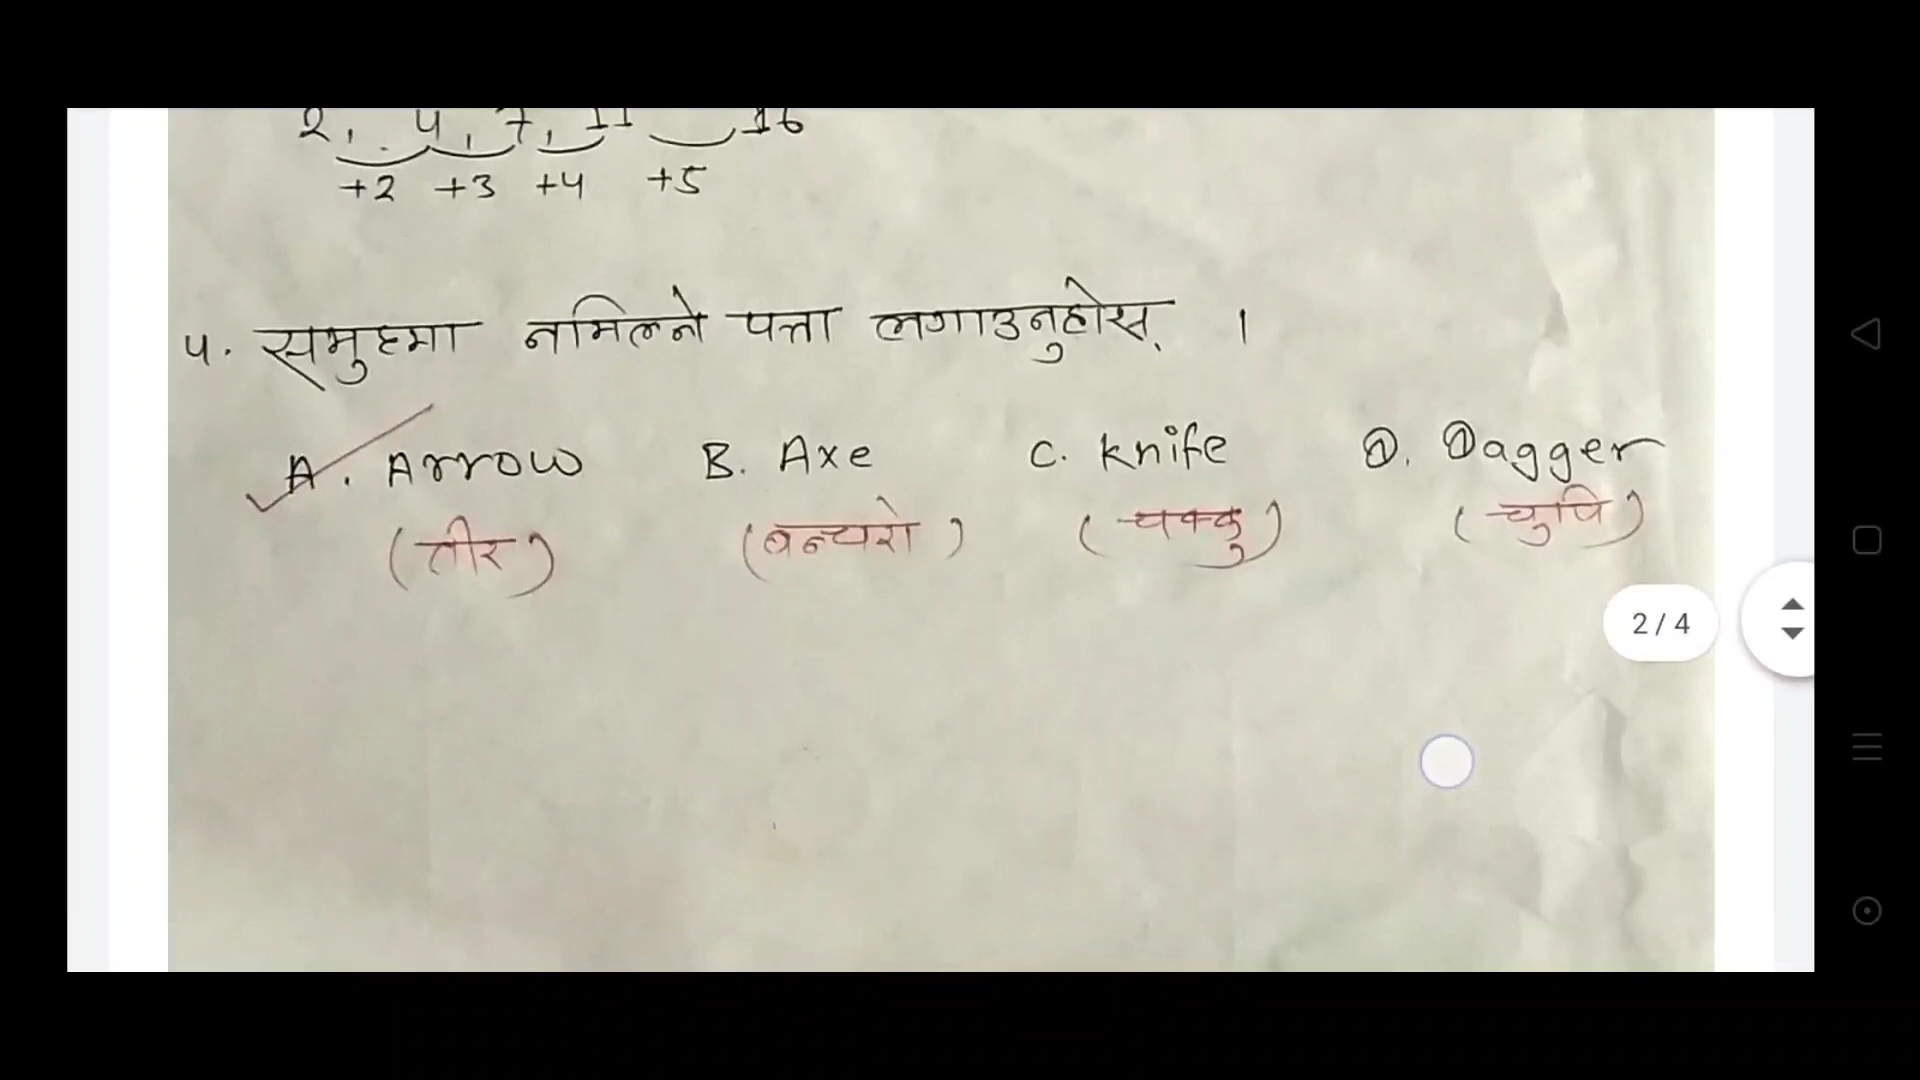 2, 4, 7, 11 16
+2 +3 +4 +5
५. समुहमा नमिल्ने पत्ता लगाउनुहोस् ।
A. Arrow B. Axe C. Knife D. Dagger
(तीर) (बन्चरो) (चक्कु) (चुपि)
2 / 4